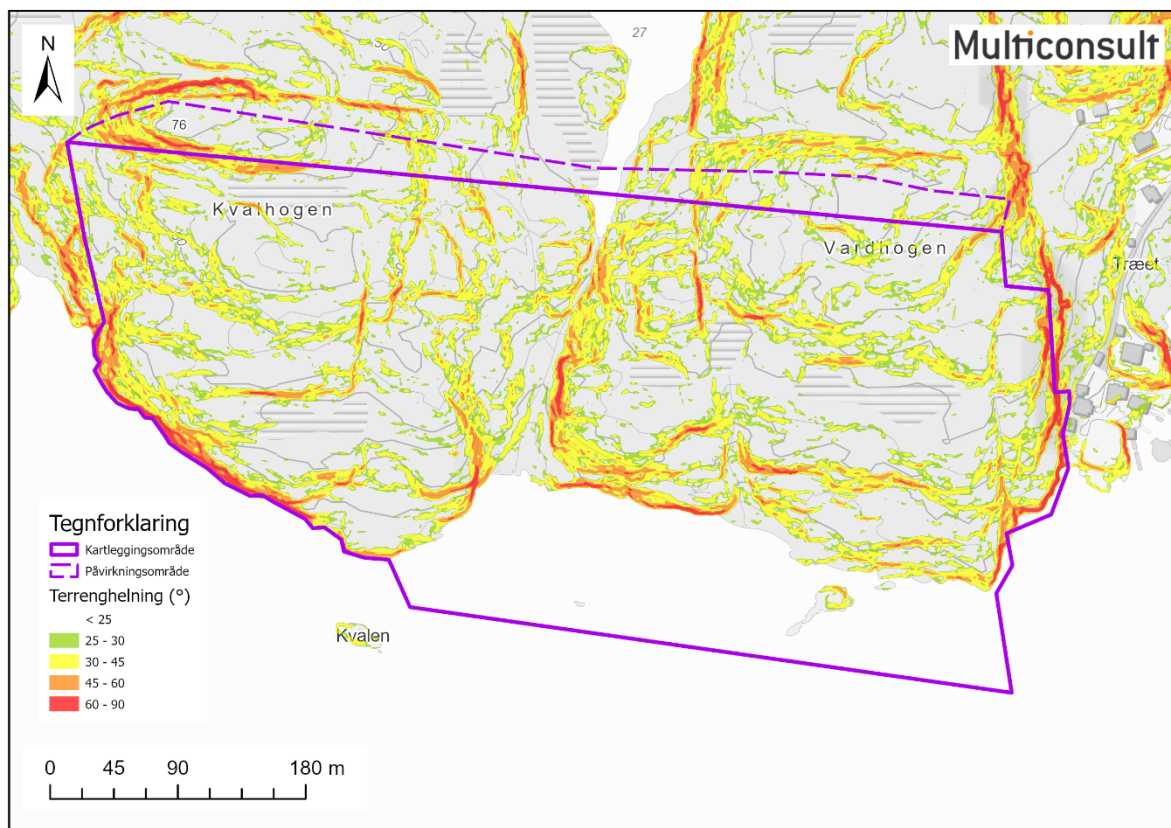 N
27
Multiconsult
50
76
Kvalhogen
Vardhogen
Træet
Kvalen
Tegnforklaring
Kartleggingsområde
Påvirkningsområde
Terrenghelning (°)
< 25
25 - 30
30 - 45
45 - 60
60 - 90
0 45 90 180 m